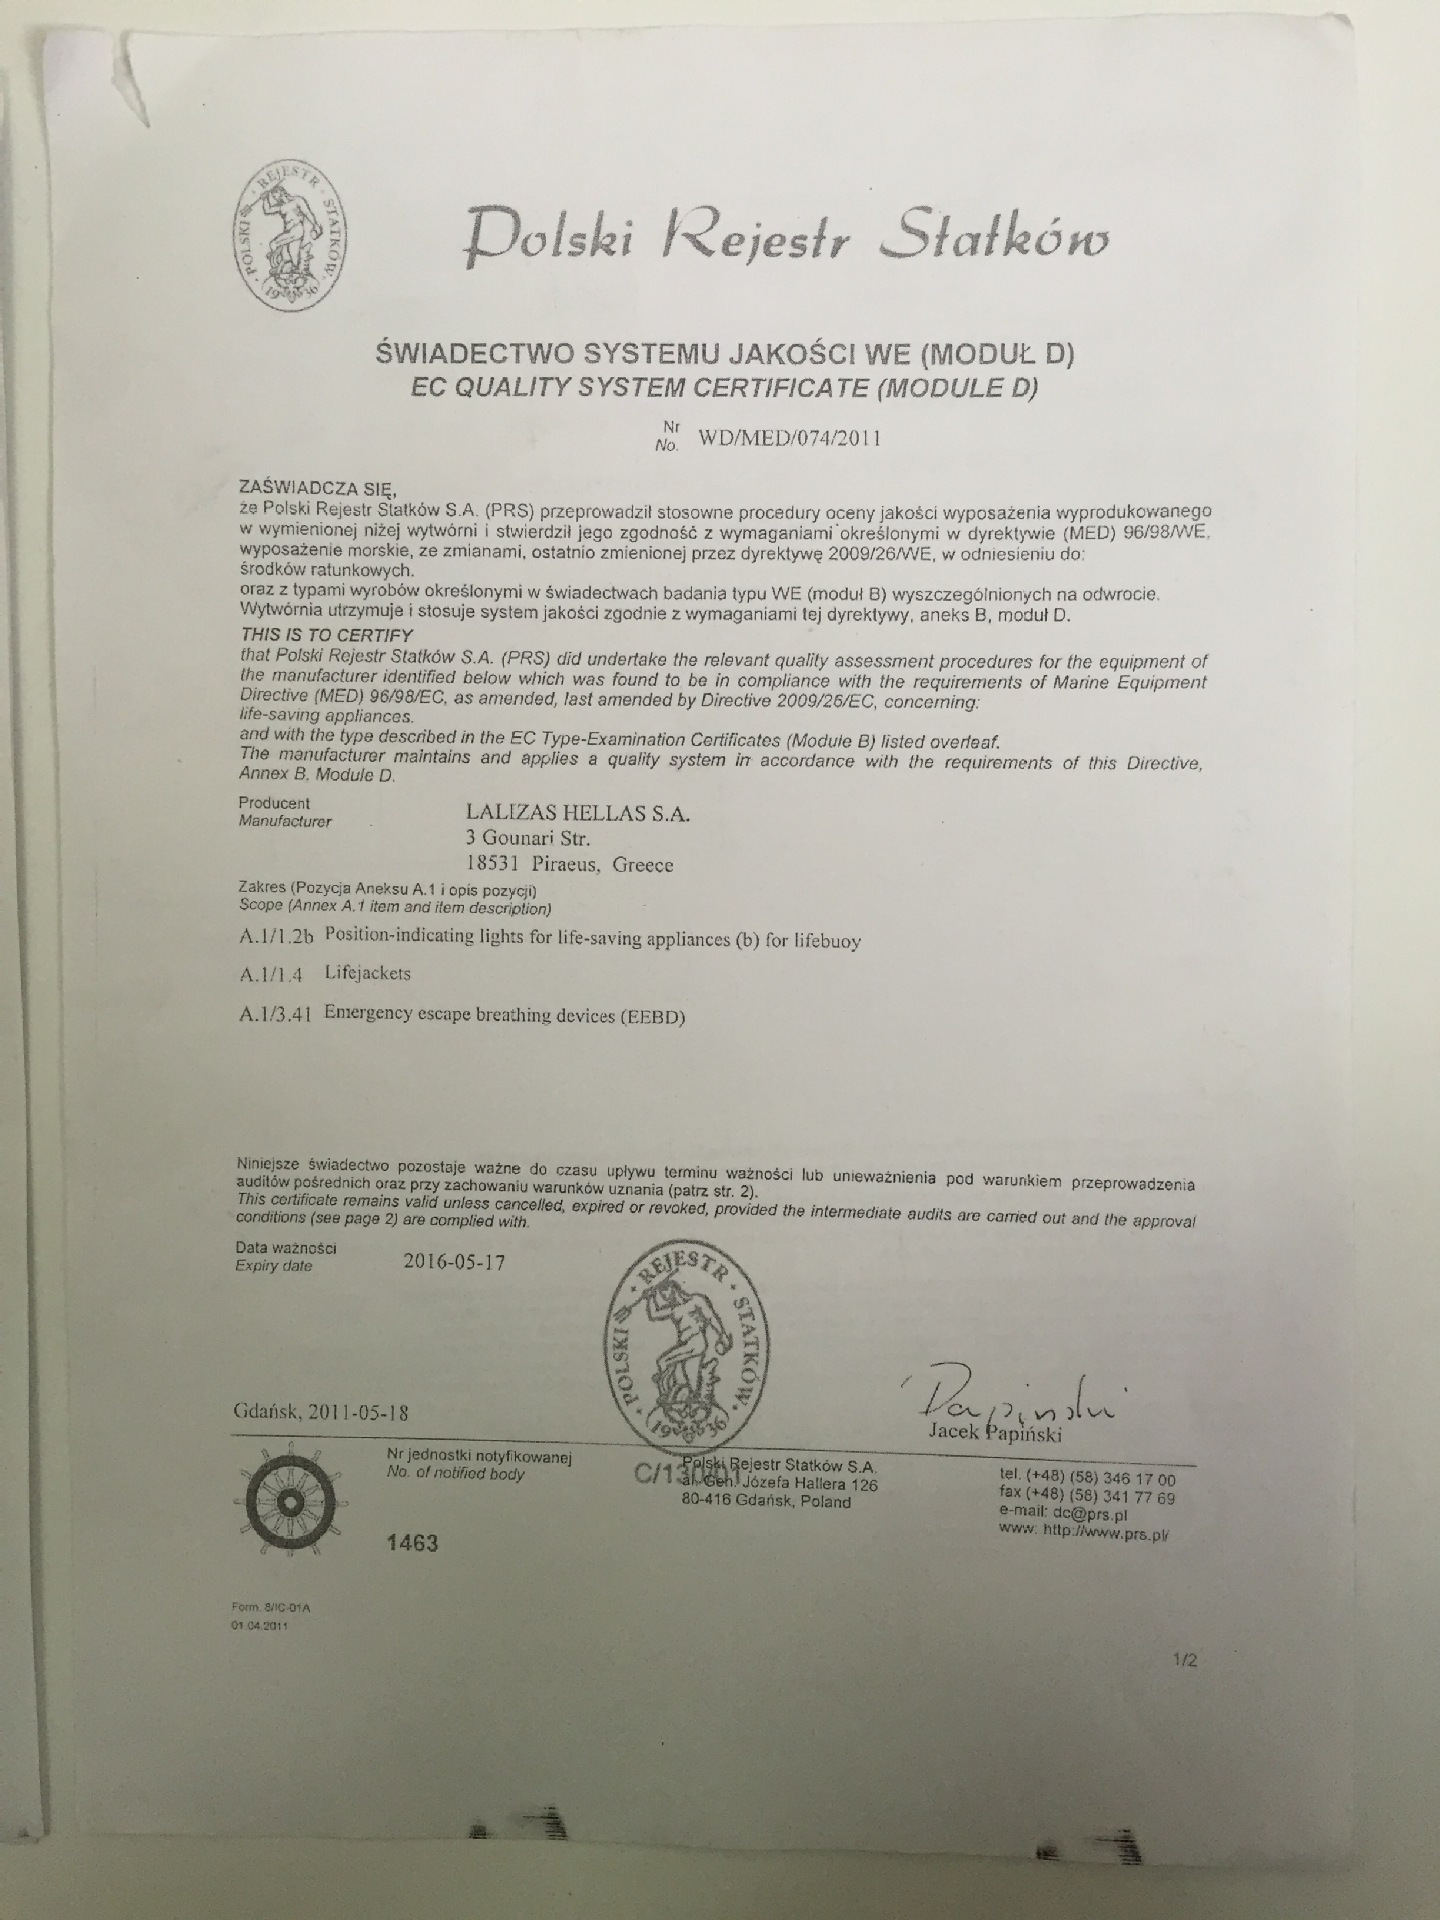 POLSKI · REJESTR · STATKÓW · 1936
Polski Rejestr Statków
ŚWIADECTWO SYSTEMU JAKOŚCI WE (MODUŁ D)
EC QUALITY SYSTEM CERTIFICATE (MODULE D)
Nr
No. WD/MED/074/2011
ZAŚWIADCZA SIĘ,
że Polski Rejestr Statków S.A. (PRS) przeprowadził stosowne procedury oceny jakości wyposażenia wyprodukowanego
w wymienionej niżej wytwórni i stwierdził jego zgodność z wymaganiami określonymi w dyrektywie (MED) 96/98/WE,
wyposażenie morskie, ze zmianami, ostatnio zmienionej przez dyrektywę 2009/26/WE, w odniesieniu do:
środków ratunkowych.
oraz z typami wyrobów określonymi w świadectwach badania typu WE (moduł B) wyszczególnionych na odwrocie.
Wytwórnia utrzymuje i stosuje system jakości zgodnie z wymaganiami tej dyrektywy, aneks B, moduł D.
THIS IS TO CERTIFY
that Polski Rejestr Statków S.A. (PRS) did undertake the relevant quality assessment procedures for the equipment of
the manufacturer identified below which was found to be in compliance with the requirements of Marine Equipment
Directive (MED) 96/98/EC, as amended, last amended by Directive 2009/26/EC, concerning:
life-saving appliances.
and with the type described in the EC Type-Examination Certificates (Module B) listed overleaf.
The manufacturer maintains and applies a quality system in accordance with the requirements of this Directive,
Annex B, Module D.
Producent
Manufacturer
LALIZAS HELLAS S.A.
3 Gounari Str.
18531 Piraeus, Greece
Zakres (Pozycja Aneksu A.1 i opis pozycji)
Scope (Annex A.1 item and item description)
A.1/1.2b Position-indicating lights for life-saving appliances (b) for lifebuoy
A.1/1.4 Lifejackets
A.1/3.41 Emergency escape breathing devices (EEBD)
Niniejsze świadectwo pozostaje ważne do czasu upływu terminu ważności lub unieważnienia pod warunkiem przeprowadzenia
auditów pośrednich oraz przy zachowaniu warunków uznania (patrz str. 2).
This certificate remains valid unless cancelled, expired or revoked, provided the intermediate audits are carried out and the approval
conditions (see page 2) are complied with.
Data ważności
Expiry date
2016-05-17
POLSKI · REJESTR · STATKÓW · 1936
Gdańsk, 2011-05-18
Papiński
Jacek Papiński
Nr jednostki notyfikowanej
No. of notified body
1463
C/130/01
Polski Rejestr Statków S.A.
al. Gen. Józefa Hallera 126
80-416 Gdańsk, Poland
tel. (+48) (58) 346 17 00
fax (+48) (58) 341 77 69
e-mail: dc@prs.pl
www: http://www.prs.pl/
Form. 8/IC-01A
01.04.2011
1/2